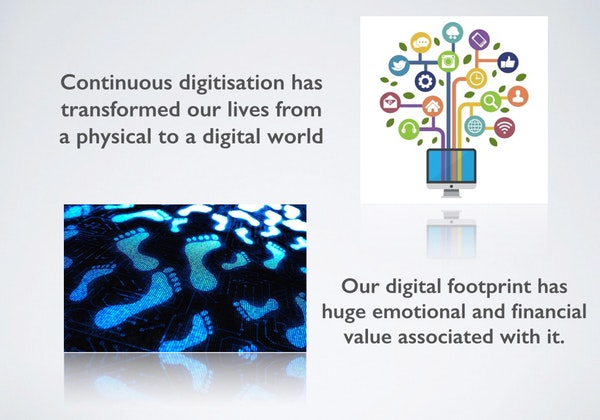 Continuous digitisation has
transformed our lives from
a physical to a digital world
Our digital footprint has
huge emotional and financial
value associated with it.